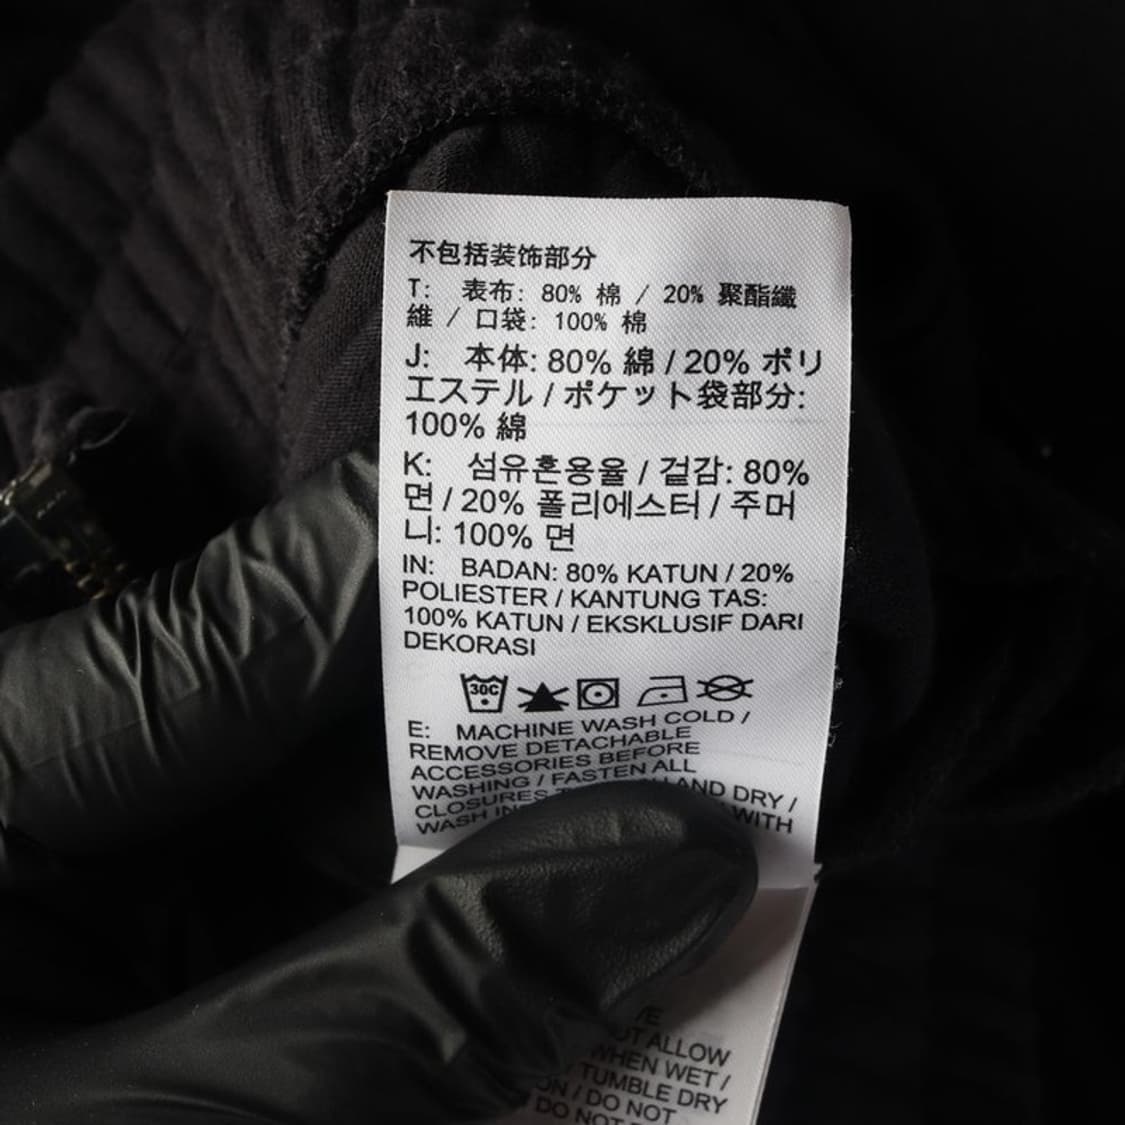 不包括装饰部分
T: 表布: 80% 棉 / 20% 聚酯纖
維 / 口袋: 100% 棉
J: 本体: 80% 綿 / 20% ポリ
エステル / ポケット袋部分:
100% 綿
K: 섬유혼용율 / 겉감: 80%
면 / 20% 폴리에스터 / 주머
니: 100% 면
IN: BADAN: 80% KATUN / 20%
POLIESTER / KANTUNG TAS:
100% KATUN / EKSKLUSIF DARI
DEKORASI
30C
E: MACHINE WASH COLD /
REMOVE DETACHABLE
ACCESSORIES BEFORE
WASHING / FASTEN ALL
CLOSURES AND DRY /
WASH WITH
ALLOW
WHEN WET /
/ TUMBLE DRY
/ DO NOT
DO NOT